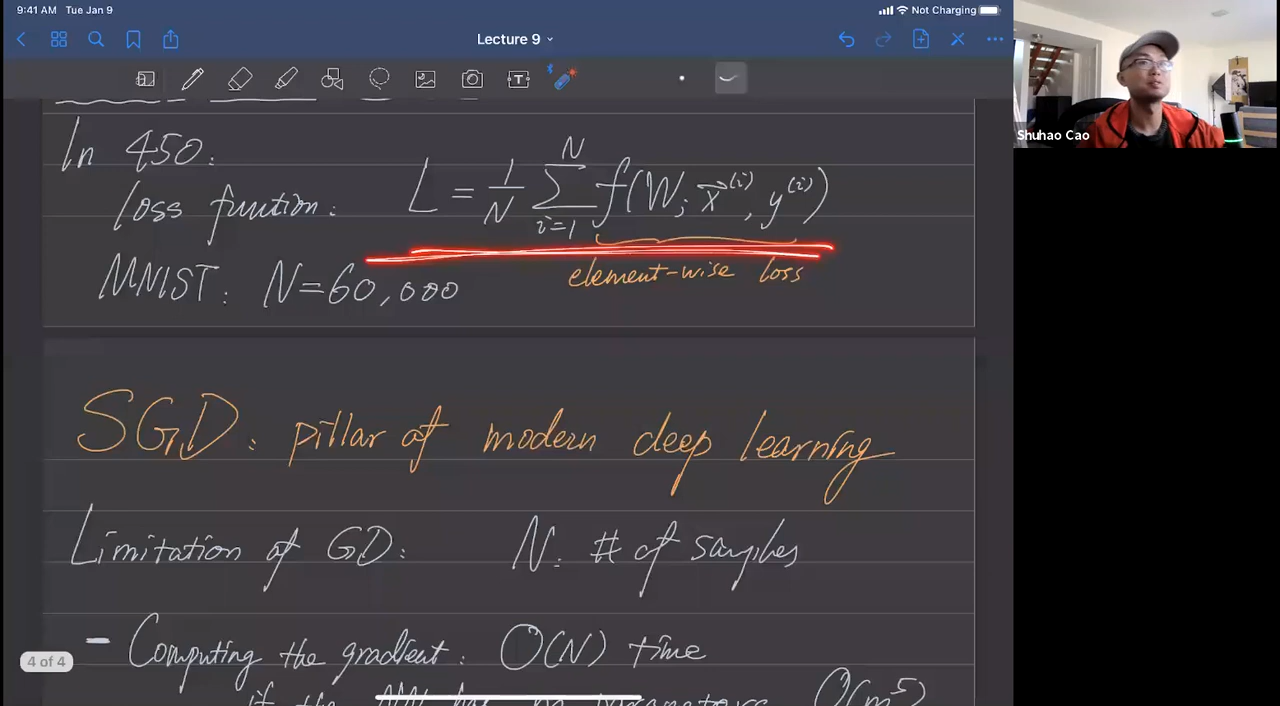 9:41 AM Tue Jan 9
Not Charging
Lecture 9
Shuhao Cao
In 450:
loss function: L = 1/N ∑_{i=1}^{N} f(W; x⃗^{(i)}, y^{(i)})
element-wise loss
MNIST: N=60,000
SGD: pillar of modern deep learning
Limitation of GD: N: # of samples
- Computing the gradient: O(N) time
4 of 4
if the